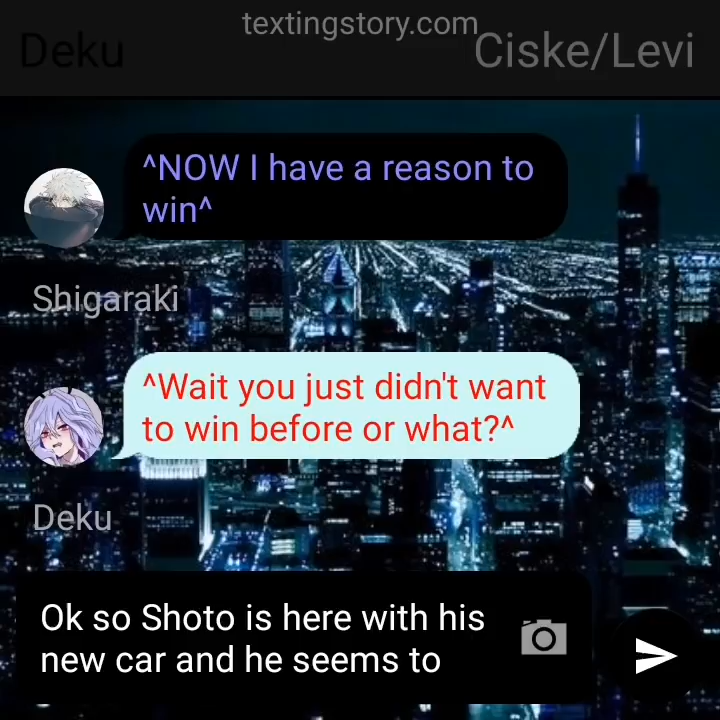 textingstory.com
Deku
Ciske/Levi
^NOW I have a reason to
win^
Shigaraki
^Wait you just didn't want
to win before or what?^
Deku
Ok so Shoto is here with his
new car and he seems to